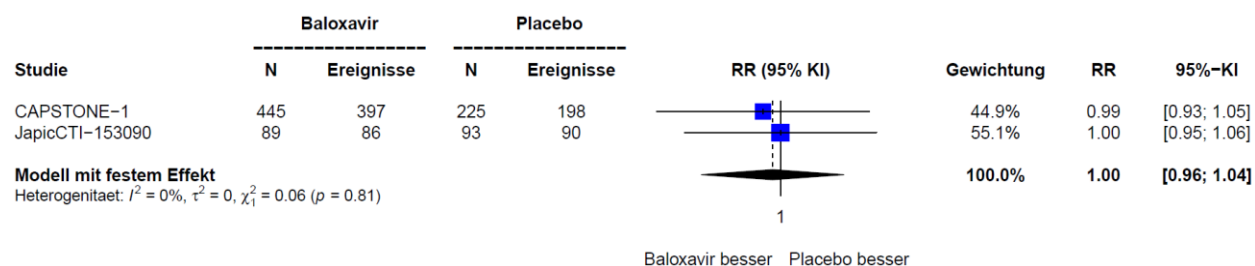 Baloxavir Placebo
Studie N Ereignisse N Ereignisse RR (95% KI) Gewichtung RR 95%−KI
CAPSTONE−1 445 397 225 198 44.9% 0.99 [0.93; 1.05]
JapicCTI−153090 89 86 93 90 55.1% 1.00 [0.95; 1.06]
Modell mit festem Effekt 100.0% 1.00 [0.96; 1.04]
Heterogenitaet: I² = 0%, τ² = 0, χ²₁ = 0.06 (p = 0.81)
1
Baloxavir besser Placebo besser